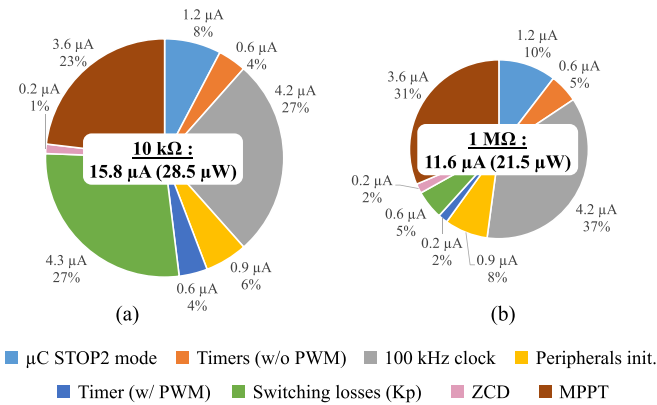 1.2 µA
8%
0.6 µA
4%
4.2 µA
27%
0.9 µA
6%
0.6 µA
4%
4.3 µA
27%
0.2 µA
1%
3.6 µA
23%
10 kΩ :
15.8 µA (28.5 µW)
(a)
1.2 µA
10%
0.6 µA
5%
4.2 µA
37%
0.9 µA
8%
0.2 µA
2%
0.6 µA
5%
0.2 µA
2%
3.6 µA
31%
1 MΩ :
11.6 µA (21.5 µW)
(b)
µC STOP2 mode Timers (w/o PWM) 100 kHz clock Peripherals init.
Timer (w/ PWM) Switching losses (Kp) ZCD MPPT